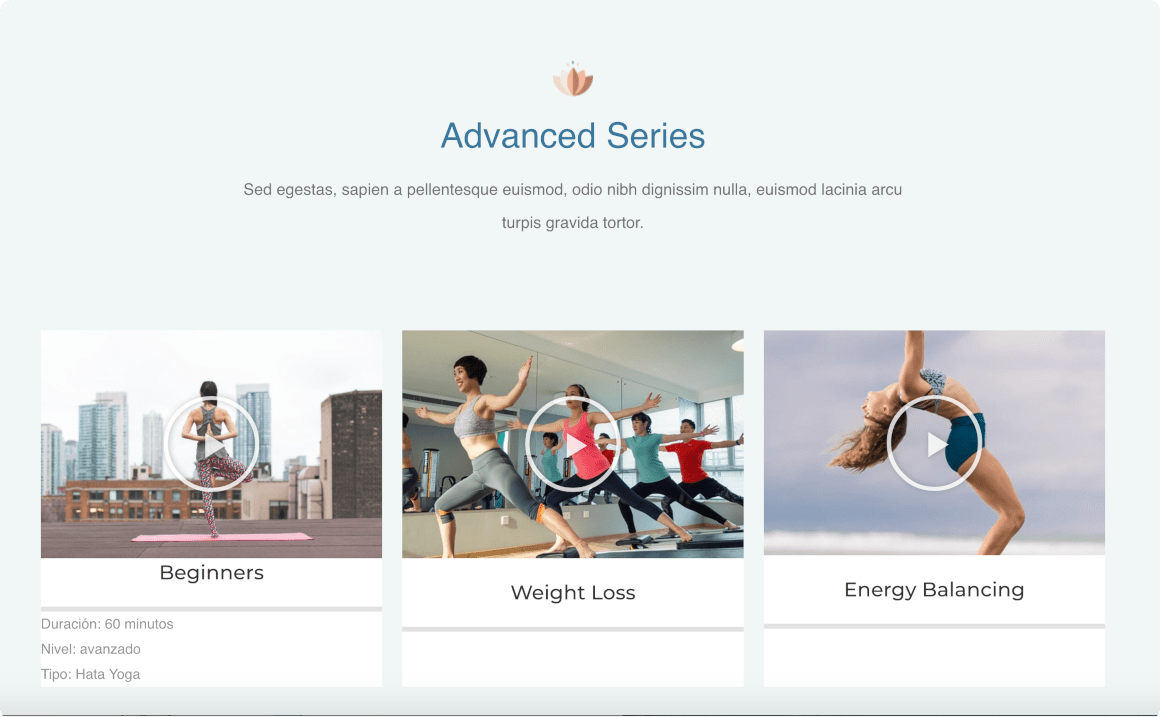 Advanced Series
Sed egestas, sapien a pellentesque euismod, odio nibh dignissim nulla, euismod lacinia arcu
turpis gravida tortor.
Beginners
Duración: 60 minutos
Nivel: avanzado
Tipo: Hata Yoga
Weight Loss
Energy Balancing